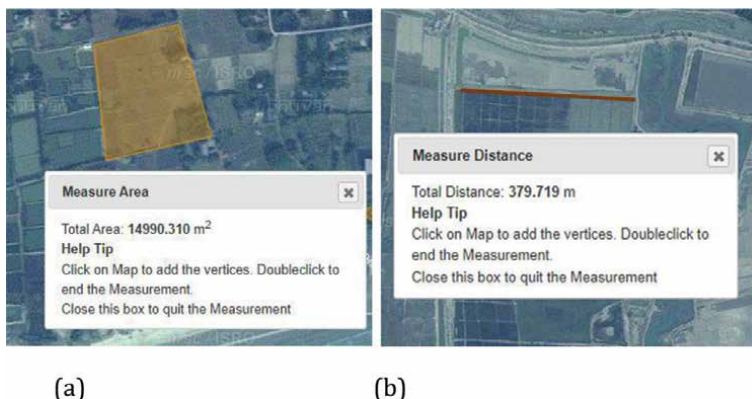 Measure Area
Total Area: 14990.310 m²
Help Tip
Click on Map to add the vertices. Doubleclick to
end the Measurement.
Close this box to quit the Measurement
Measure Distance
Total Distance: 379.719 m
Help Tip
Click on Map to add the vertices. Doubleclick to
end the Measurement.
Close this box to quit the Measurement
(a)
(b)